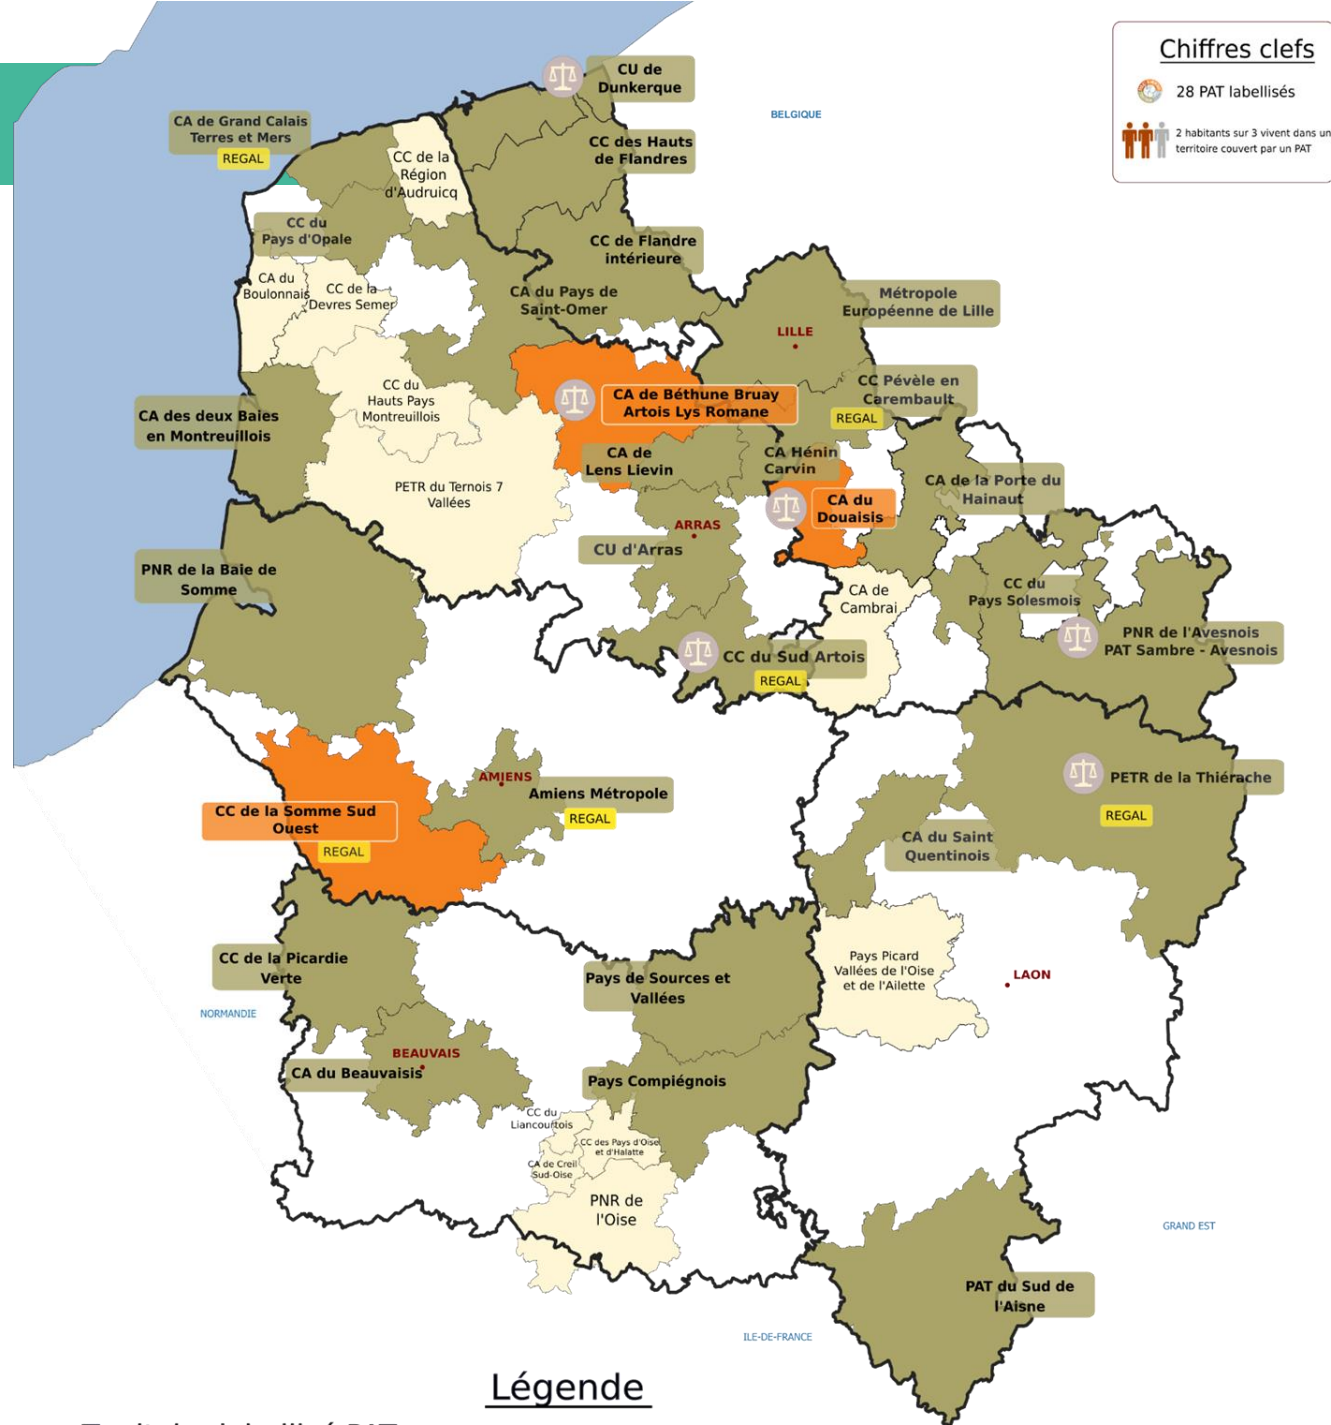 Chiffres clefs
28 PAT labellisés
2 habitants sur 3 vivent dans un
territoire couvert par un PAT
BELGIQUE
CU de
Dunkerque
CA de Grand Calais
Terres et Mers
REGAL
CC de la
Région
d'Audruicq
CC des Hauts
de Flandres
CC du
Pays d'Opale
CC de Flandre
intérieure
CA du
Boulonnais
CC de la
Devres Semer
CA du Pays de
Saint-Omer
Métropole
Européenne de Lille
LILLE
CC du
Hauts Pays
Montreuillois
CA de Béthune Bruay
Artois Lys Romane
CC Pévèle en
Carembault
REGAL
CA des deux Baies
en Montreuillois
CA de
Lens Lievin
CA Hénin
Carvin
PETR du Ternois 7
Vallées
CA du
Douaisis
CA de la Porte du
Hainaut
ARRAS
CU d'Arras
PNR de la Baie de
Somme
CA de
Cambrai
CC du
Pays Solesmois
PNR de l'Avesnois
PAT Sambre - Avesnois
CC du Sud Artois
REGAL
AMIENS
Amiens Métropole
REGAL
PETR de la Thiérache
REGAL
CC de la Somme Sud
Ouest
REGAL
CA du Saint
Quentinois
CC de la Picardie
Verte
Pays de Sources et
Vallées
Pays Picard
Vallées de l'Oise
et de l'Ailette
LAON
NORMANDIE
BEAUVAIS
CA du Beauvaisis
Pays Compiégnois
CC du
Liancourtois
CC des Pays d'Oise
et d'Halatte
CA de Creil
Sud-Oise
PNR de
l'Oise
GRAND EST
PAT du Sud de
l'Aisne
ILE-DE-FRANCE
Légende